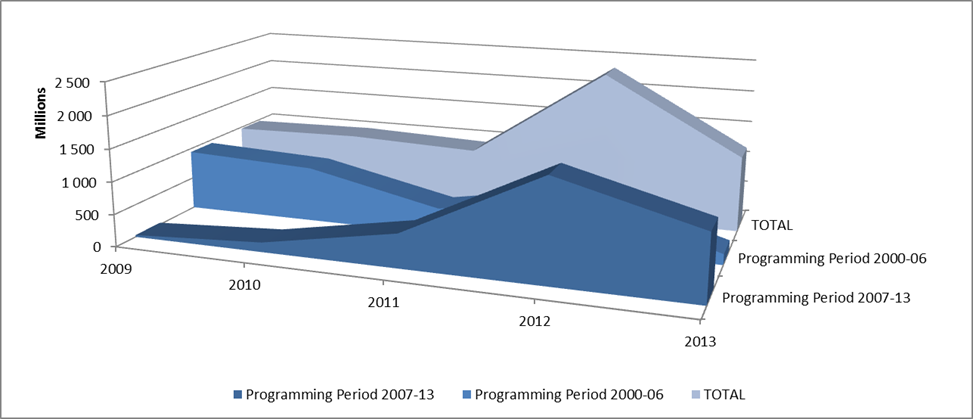 Millions
2 500
2 000
1 500
1 000
500
0
2009
2010
2011
2012
2013
TOTAL
Programming Period 2000-06
Programming Period 2007-13
Programming Period 2007-13 Programming Period 2000-06 TOTAL